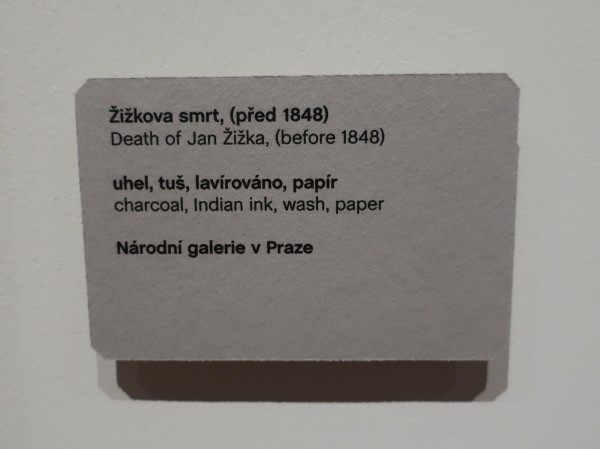 Žižkova smrt, (před 1848)
Death of Jan Žižka, (before 1848)
uhel, tuš, lavírováno, papír
charcoal, Indian ink, wash, paper
Národní galerie v Praze